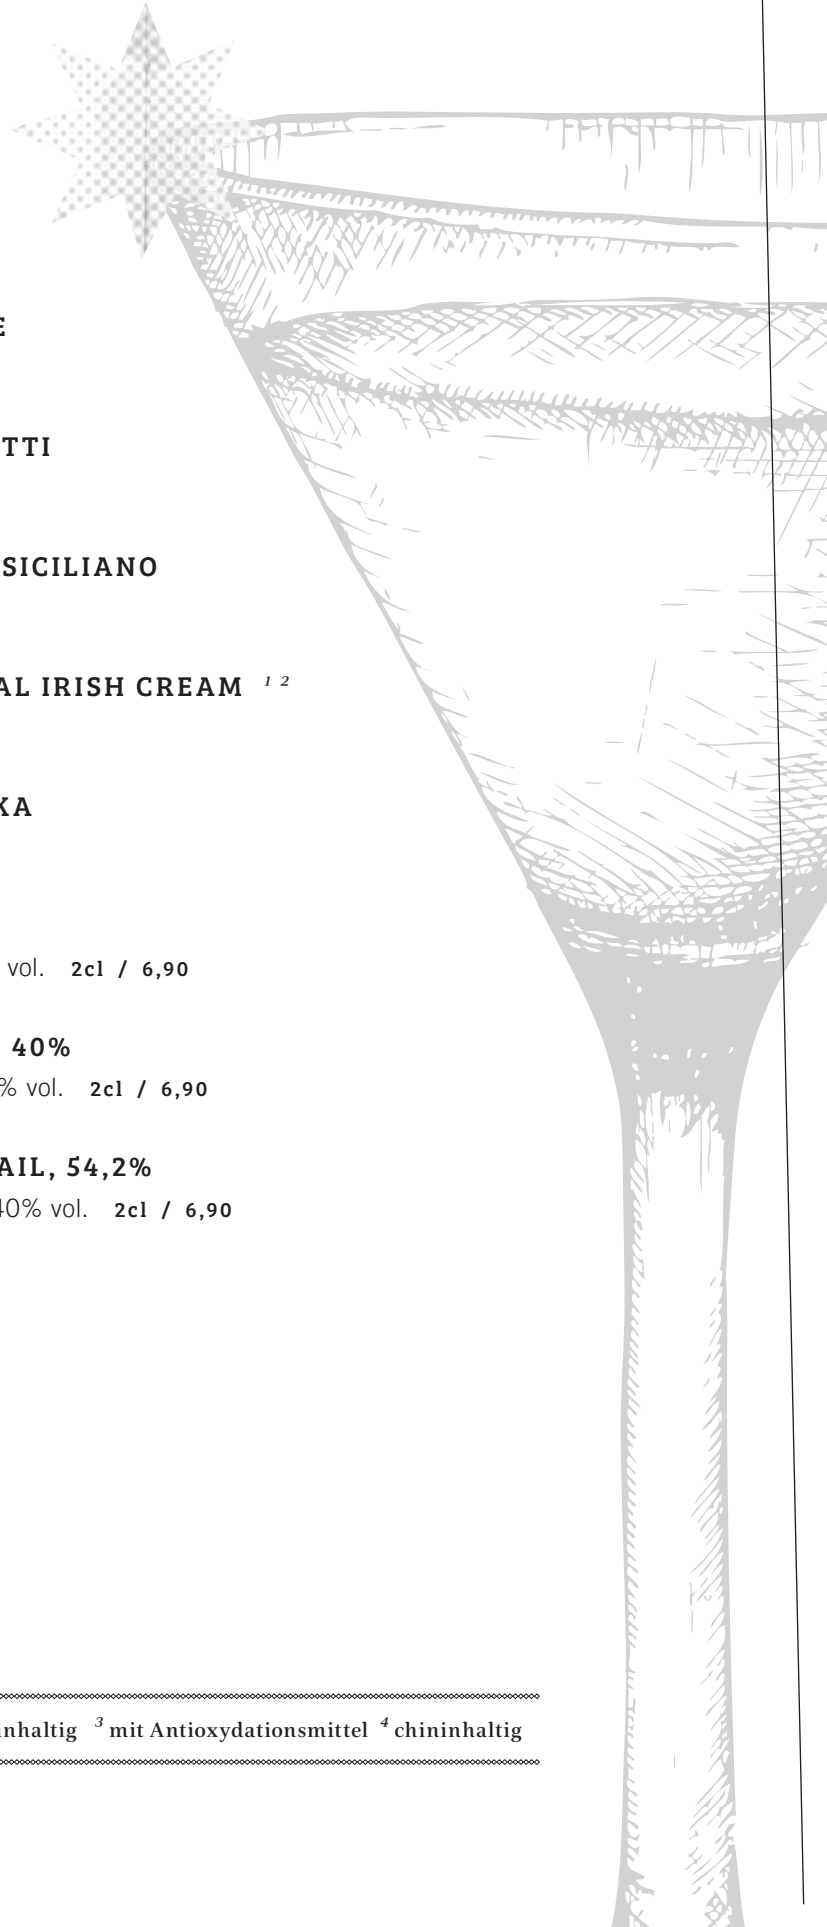 E
TTI
SICILIANO
AL IRISH CREAM 1 2
KA
vol. 2cl / 6,90
40%
% vol. 2cl / 6,90
AIL, 54,2%
40% vol. 2cl / 6,90
inhaltig 3 mit Antioxydationsmittel 4 chininhaltig